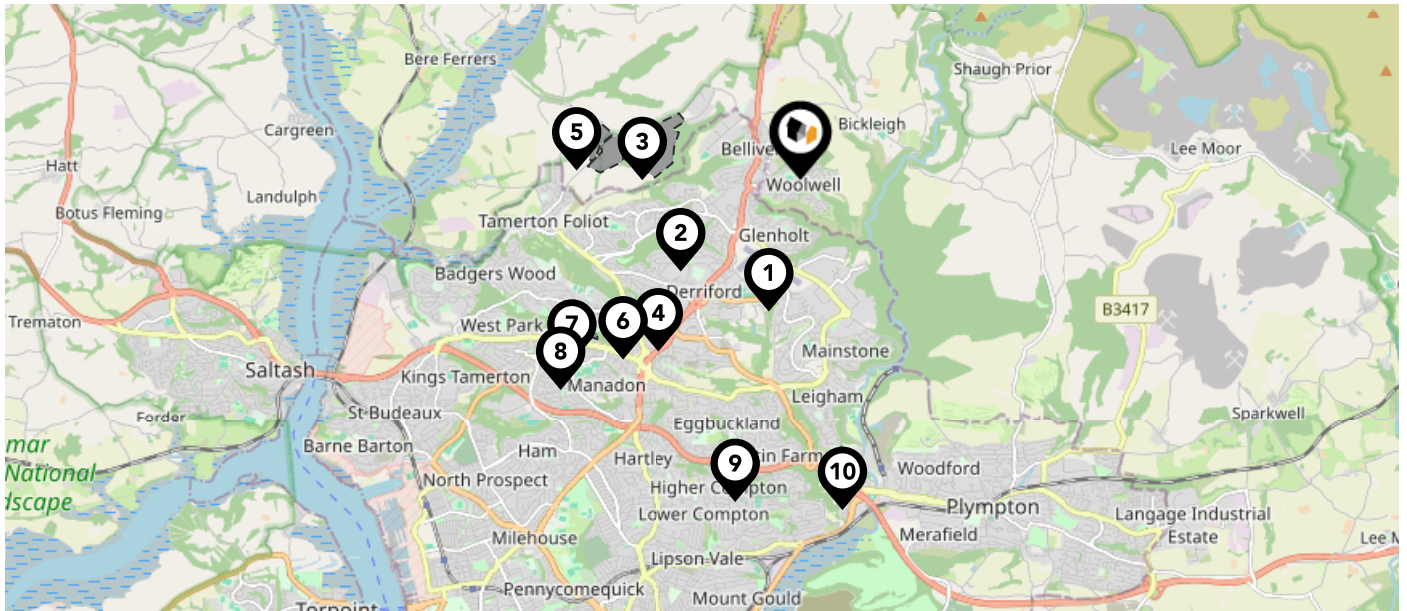 Bere Ferrers
Shaugh Prior
Cargreen
5
3
Bickleigh
Lee Moor
Hatt
Woolwell
Landulph
Botus Fleming
Tamerton Foliot
2
Glenholt
Badgers Wood
1
Derriford
B3417
Trematon
West Park
7
6
4
8
Mainstone
Saltash
Kings Tamerton
Manadon
Leigham
St Budeaux
Forder
Sparkwell
Eggbuckland
Barne Barton
Ham
Hartley
9
Farm
10
Woodford
National
North Prospect
Higher Compton
Plympton
Lower Compton
Langage Industrial
Estate
Milehouse
Merafield
Lipson Vale
Pennycomequick
Mount Gould
Torpoint